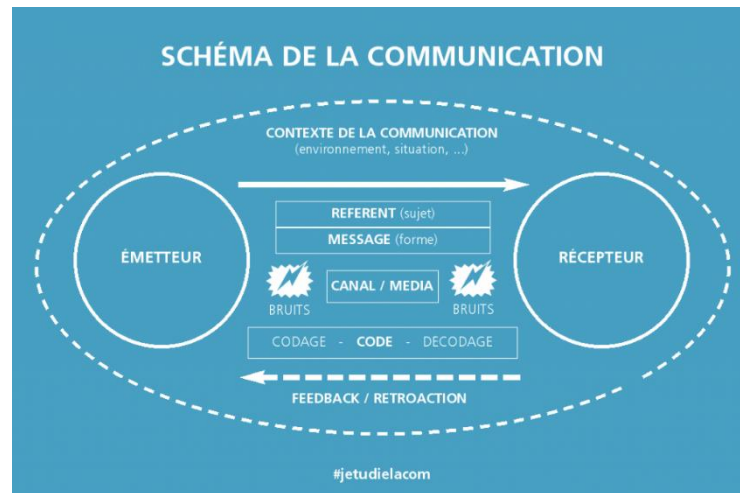 SCHÉMA DE LA COMMUNICATION
CONTEXTE DE LA COMMUNICATION
(environnement, situation, ...)
REFERENT (sujet)
MESSAGE (forme)
ÉMETTEUR
RÉCEPTEUR
CANAL / MEDIA
BRUITS
BRUITS
CODAGE - CODE - DECODAGE
FEEDBACK / RETROACTION
#jetudielacom